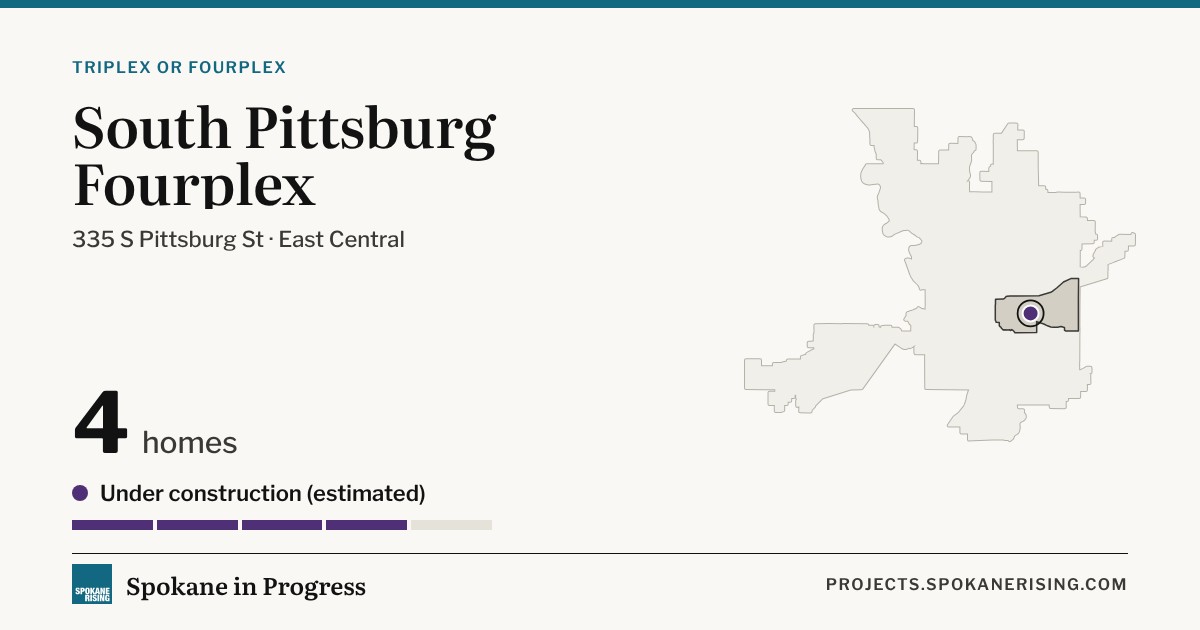 TRIPLEX OR FOURPLEX
South Pittsburg
Fourplex
335 S Pittsburg St · East Central
4 homes
Under construction (estimated)
SPOKANE
RISING
Spokane in Progress
PROJECTS.SPOKANERISING.COM